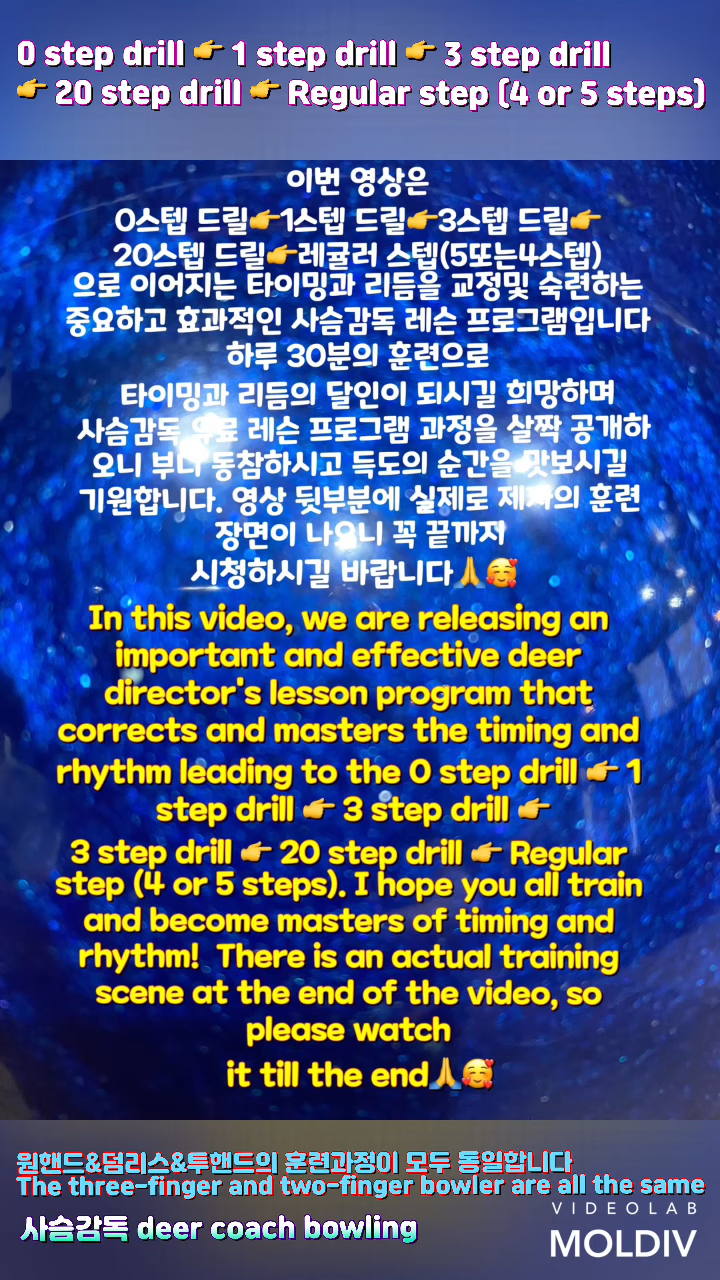 0 step drill 👉 1 step drill 👉 3 step drill
👉 20 step drill 👉 Regular step (4 or 5 steps)
이번 영상은
0스텝 드릴👉1스텝 드릴👉3스텝 드릴👉
20스텝 드릴👉레귤러 스텝(5또는4스텝)
으로 이어지는 타이밍과 리듬을 교정및 숙련하는
중요하고 효과적인 사슴감독 레슨 프로그램입니다
하루 30분의 훈련으로
타이밍과 리듬의 달인이 되시길 희망하며
사슴감독 무료 레슨 프로그램 과정을 살짝 공개하
오니 부디 동참하시고 득도의 순간을 맛보시길
기원합니다. 영상 뒷부분에 실제로 제자의 훈련
장면이 나오니 꼭 끝까지
시청하시길 바랍니다🙏🥰
In this video, we are releasing an
important and effective deer
director's lesson program that
corrects and masters the timing and
rhythm leading to the 0 step drill 👉 1
step drill 👉 3 step drill 👉
3 step drill 👉 20 step drill 👉 Regular
step (4 or 5 steps). I hope you all train
and become masters of timing and
rhythm! There is an actual training
scene at the end of the video, so
please watch
it till the end🙏🥰
원핸드&덤리스&투핸드의 훈련과정이 모두 동일합니다
The three-finger and two-finger bowler are all the same
사슴감독 deer coach bowling
VIDEOLAB
MOLDIV